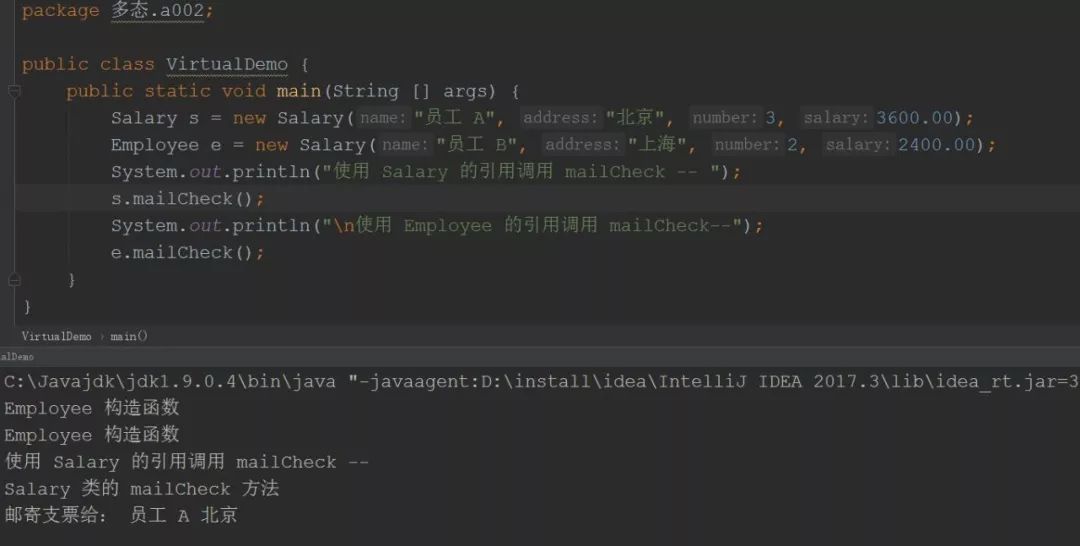 package 多态.a002;
public class VirtualDemo {
public static void main(String [] args) {
Salary s = new Salary( name: "员工 A", address: "北京", number: 3, salary: 3600.00);
Employee e = new Salary( name: "员工 B", address: "上海", number: 2, salary: 2400.00);
System.out.println("使用 Salary 的引用调用 mailCheck -- ");
s.mailCheck();
System.out.println("\n使用 Employee 的引用调用 mailCheck--");
e.mailCheck();
}
}
VirtualDemo › main()
alDemo
C:\Javajdk\jdk1.9.0.4\bin\java "-javaagent:D:\install\idea\IntelliJ IDEA 2017.3\lib\idea_rt.jar=3
Employee 构造函数
Employee 构造函数
使用 Salary 的引用调用 mailCheck --
Salary 类的 mailCheck 方法
邮寄支票给： 员工 A 北京